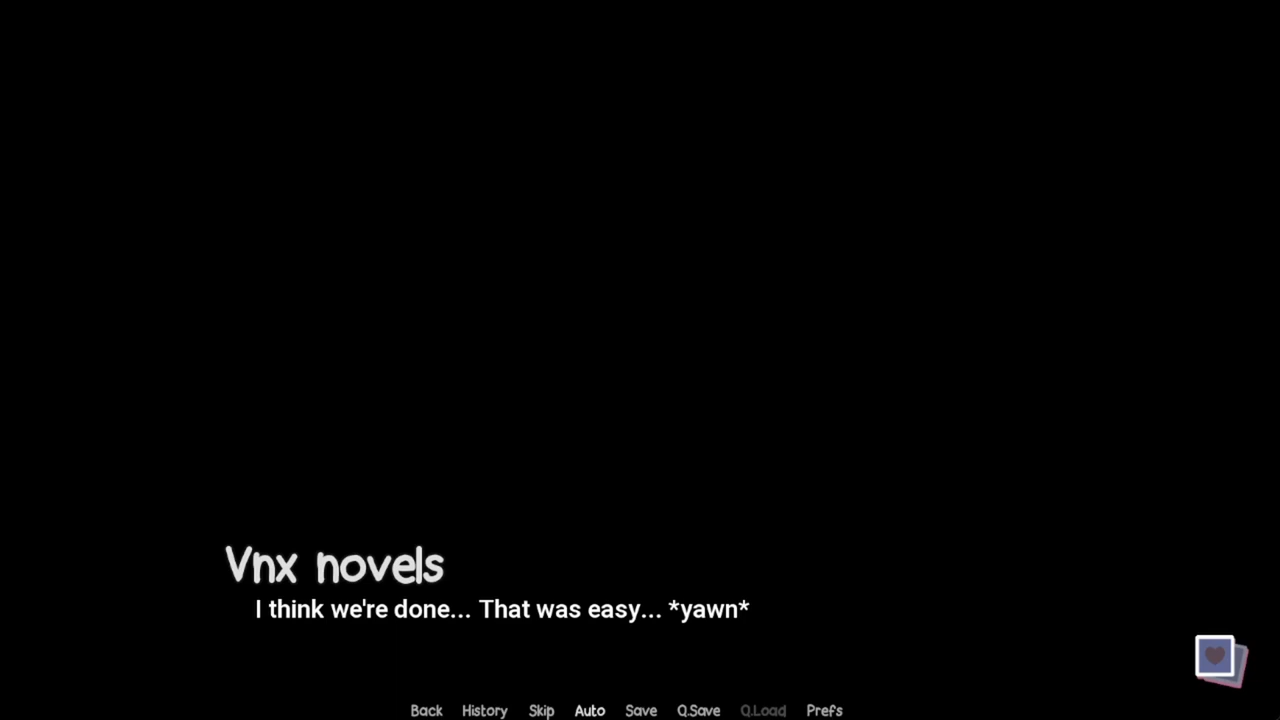 Vnx novels
I think we're done... That was easy... *yawn*
Back History Skip Auto Save Q.Save Q.Load Prefs